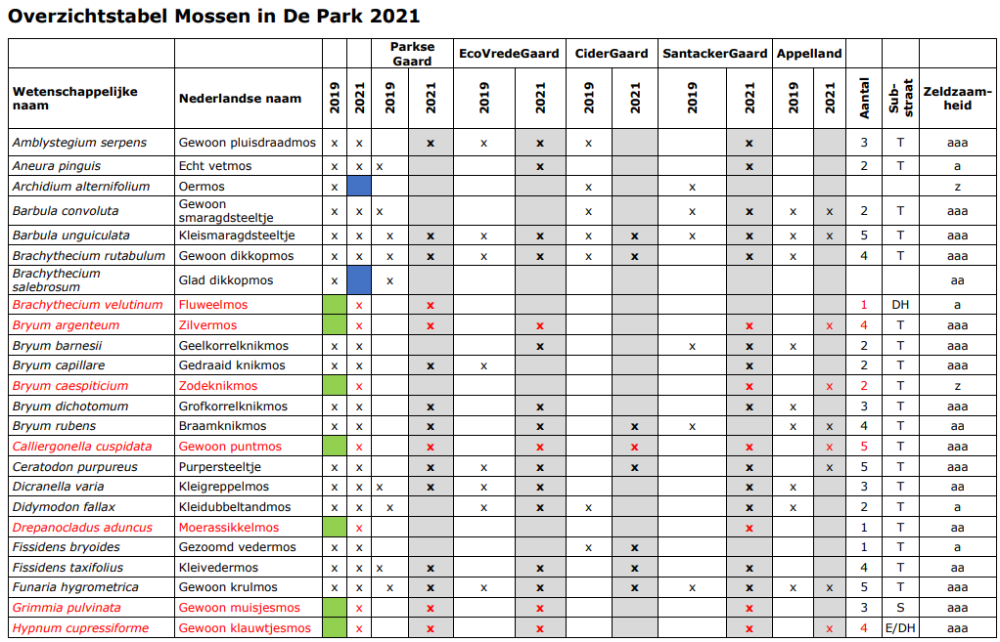 Overzichtstabel Mossen in De Park 2021
Parkse Gaard EcoVredeGaard CiderGaard SantackerGaard Appelland
Wetenschappelijke naam Nederlandse naam 2019 2021 2019 2021 2019 2021 2019 2021 2019 2021 2019 2021 Aantal Sub-straat Zeldzaam-heid
Amblystegium serpens Gewoon pluisdraadmos x x x x x x x 3 T aaa
Aneura pinguis Echt vetmos x x x x x 2 T a
Archidium alternifolium Oermos x x x z
Barbula convoluta Gewoon smaragdsteeltje x x x x x x x x 2 T aaa
Barbula unguiculata Kleismaragdsteeltje x x x x x x x x x x x x 5 T aaa
Brachythecium rutabulum Gewoon dikkopmos x x x x x x x x x x x 4 T aaa
Brachythecium salebrosum Glad dikkopmos x x aa
Brachythecium velutinum Fluweelmos x x 1 DH a
Bryum argenteum Zilvermos x x x x x 4 T aaa
Bryum barnesii Geelkorrelknikmos x x x x x x 2 T aaa
Bryum capillare Gedraaid knikmos x x x x x 2 T aaa
Bryum caespiticium Zodeknikmos x x x 2 T z
Bryum dichotomum Grofkorrelknikmos x x x x x x 3 T aaa
Bryum rubens Braamknikmos x x x x x x x x 4 T aa
Calliergonella cuspidata Gewoon puntmos x x x x x x 5 T aaa
Ceratodon purpureus Purpersteeltje x x x x x x x x 5 T aaa
Dicranella varia Kleigreppelmos x x x x x x x x 3 T aa
Didymodon fallax Kleidubbeltandmos x x x x x x x x 2 T a
Drepanocladus aduncus Moerassikkelmos x x 1 T aa
Fissidens bryoides Gezoomd vedermos x x x x 1 T a
Fissidens taxifolius Kleivedermos x x x x x x x 4 T aa
Funaria hygrometrica Gewoon krulmos x x x x x x x x x x x 5 T aaa
Grimmia pulvinata Gewoon muisjesmos x x x x 3 S aaa
Hypnum cupressiforme Gewoon klauwtjesmos x x x x x 4 E/DH aaa